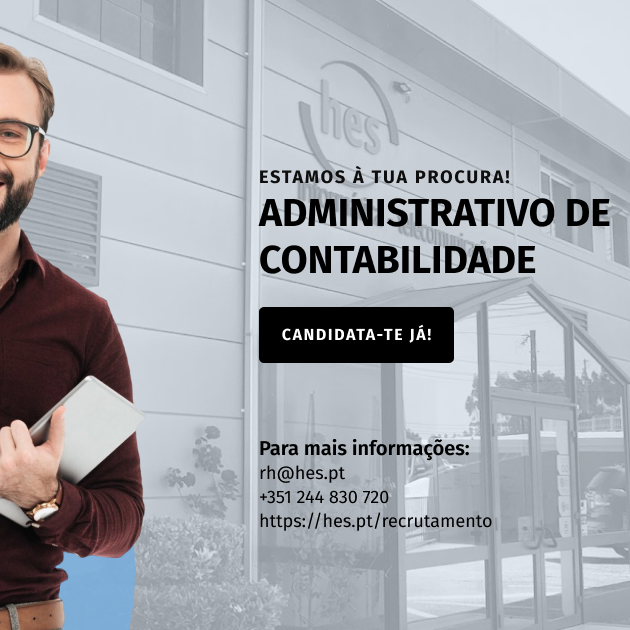 hes
ESTAMOS À TUA PROCURA!
ADMINISTRATIVO DE
CONTABILIDADE
CANDIDATA-TE JÁ!
Para mais informações:
rh@hes.pt
+351 244 830 720
https://hes.pt/recrutamento